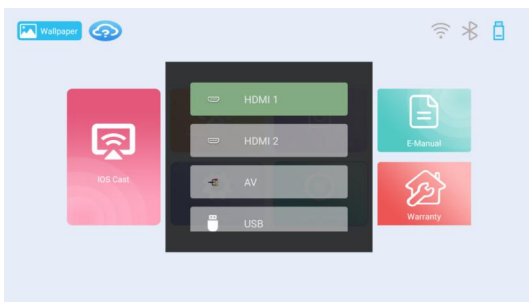 Wallpaper
HDMI 1
HDMI 2
AV
USB
IOS Cast
E-Manual
Warranty